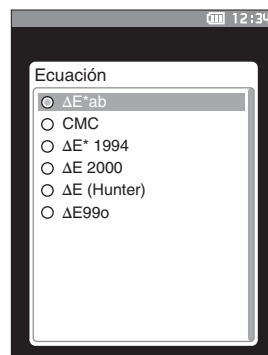 12:34
Ecuación
ΔE*ab
CMC
ΔE* 1994
ΔE 2000
ΔE (Hunter)
ΔE99o